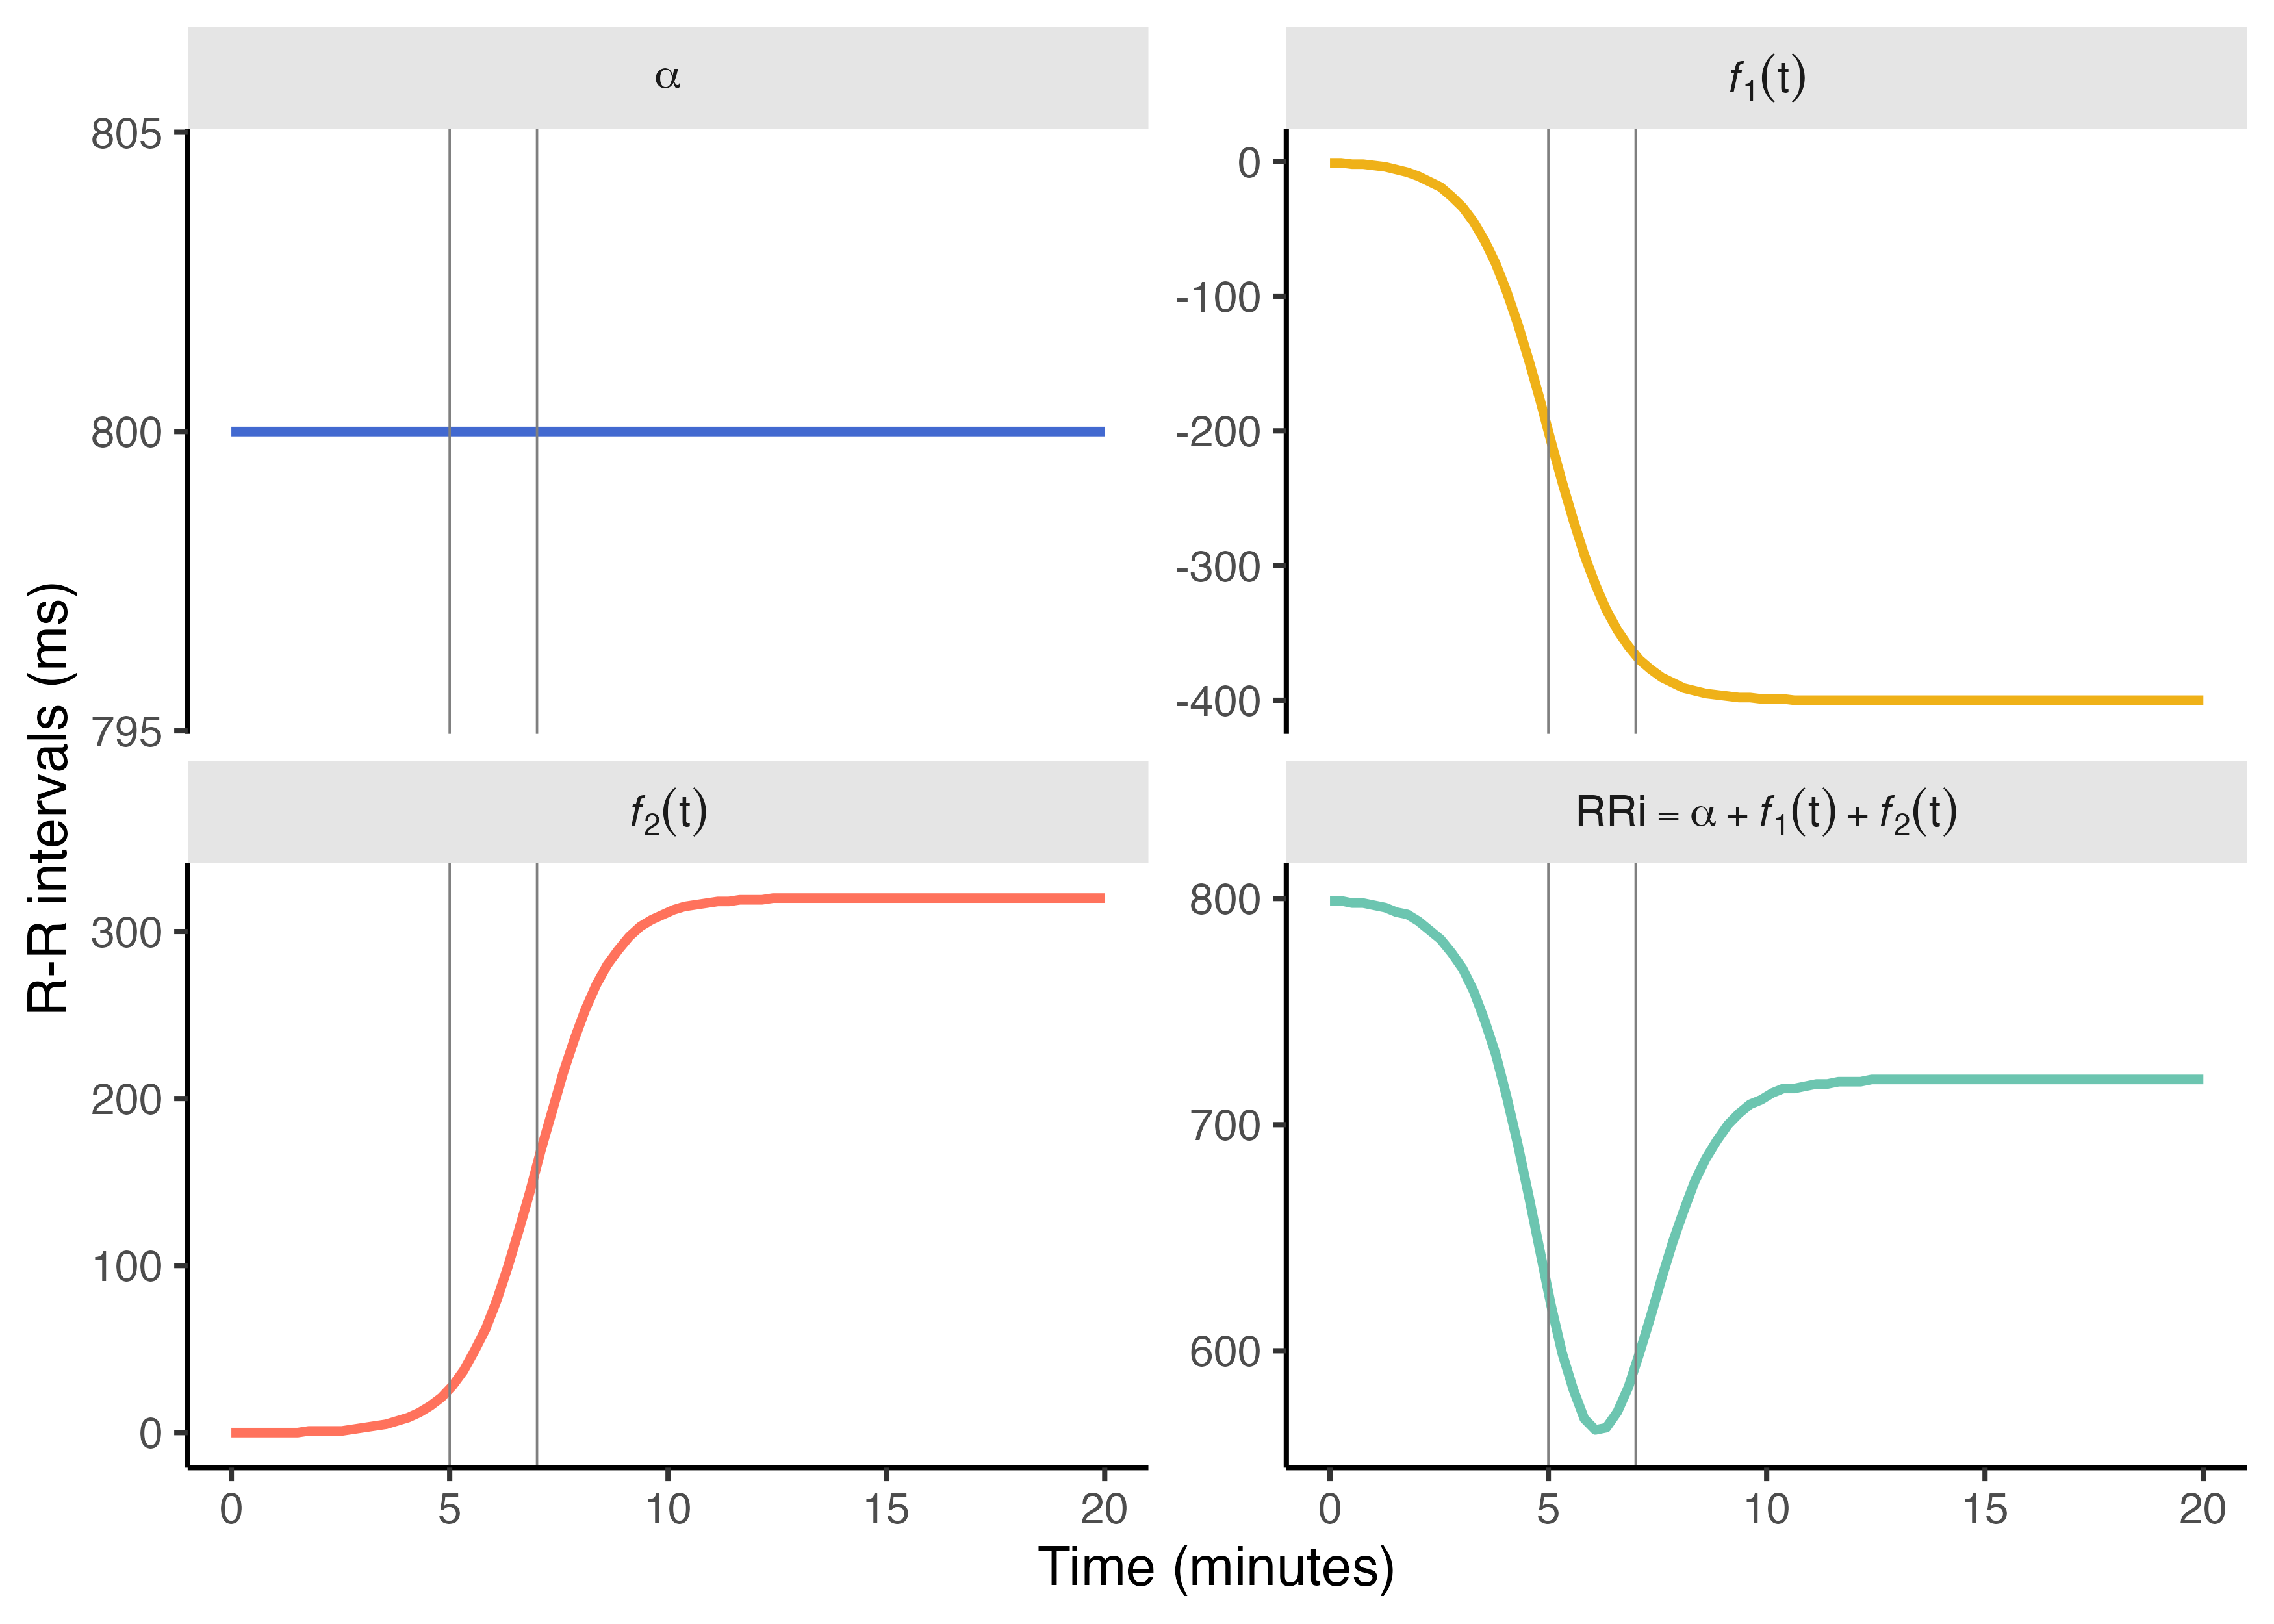 α
f₁(t)
805
800
795
0
-100
-200
-300
-400
R-R intervals (ms)
f₂(t)
RRi = α + f₁(t) + f₂(t)
300
200
100
0
800
700
600
0 5 10 15 20
0 5 10 15 20
Time (minutes)